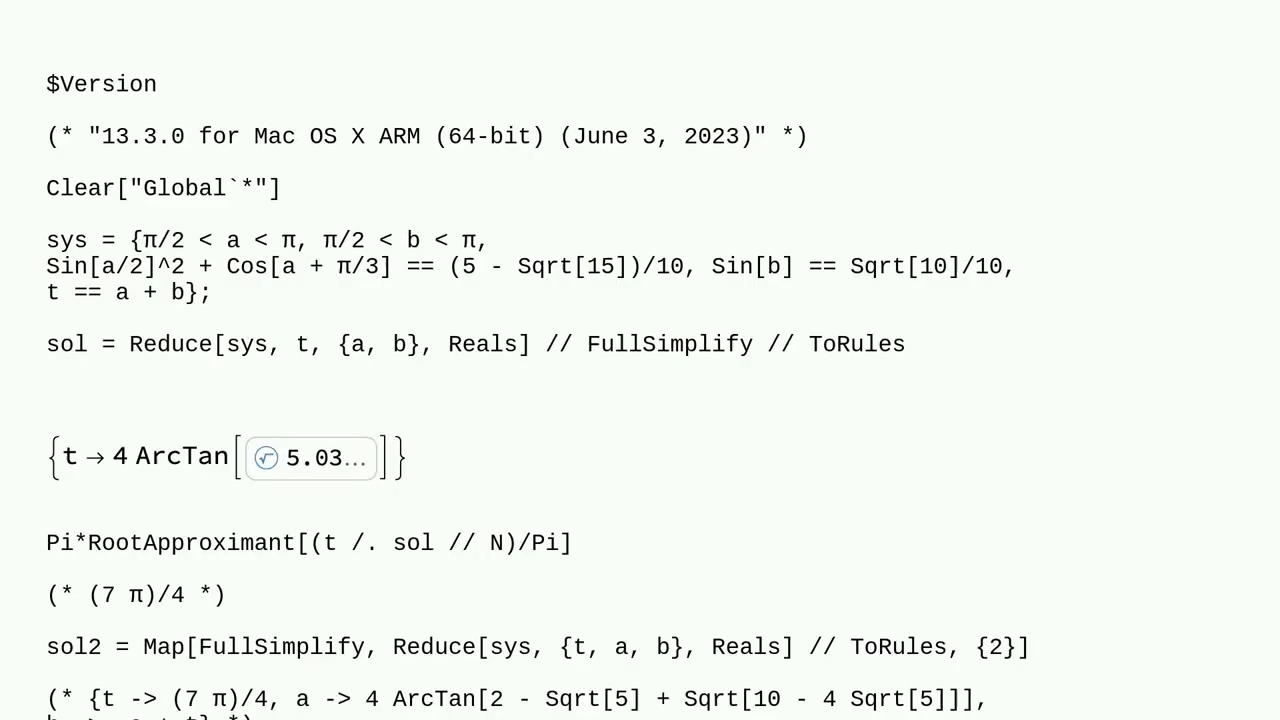 $Version
(* "13.3.0 for Mac OS X ARM (64-bit) (June 3, 2023)" *)
Clear["Global`*"]
sys = {π/2 < a < π, π/2 < b < π,
Sin[a/2]^2 + Cos[a + π/3] == (5 - Sqrt[15])/10, Sin[b] == Sqrt[10]/10,
t == a + b};
sol = Reduce[sys, t, {a, b}, Reals] // FullSimplify // ToRules
{t → 4 ArcTan[√ 5.03...]}
Pi*RootApproximant[(t /. sol // N)/Pi]
(* (7 π)/4 *)
sol2 = Map[FullSimplify, Reduce[sys, {t, a, b}, Reals] // ToRules, {2}]
(* {t -> (7 π)/4, a -> 4 ArcTan[2 - Sqrt[5] + Sqrt[10 - 4 Sqrt[5]]],